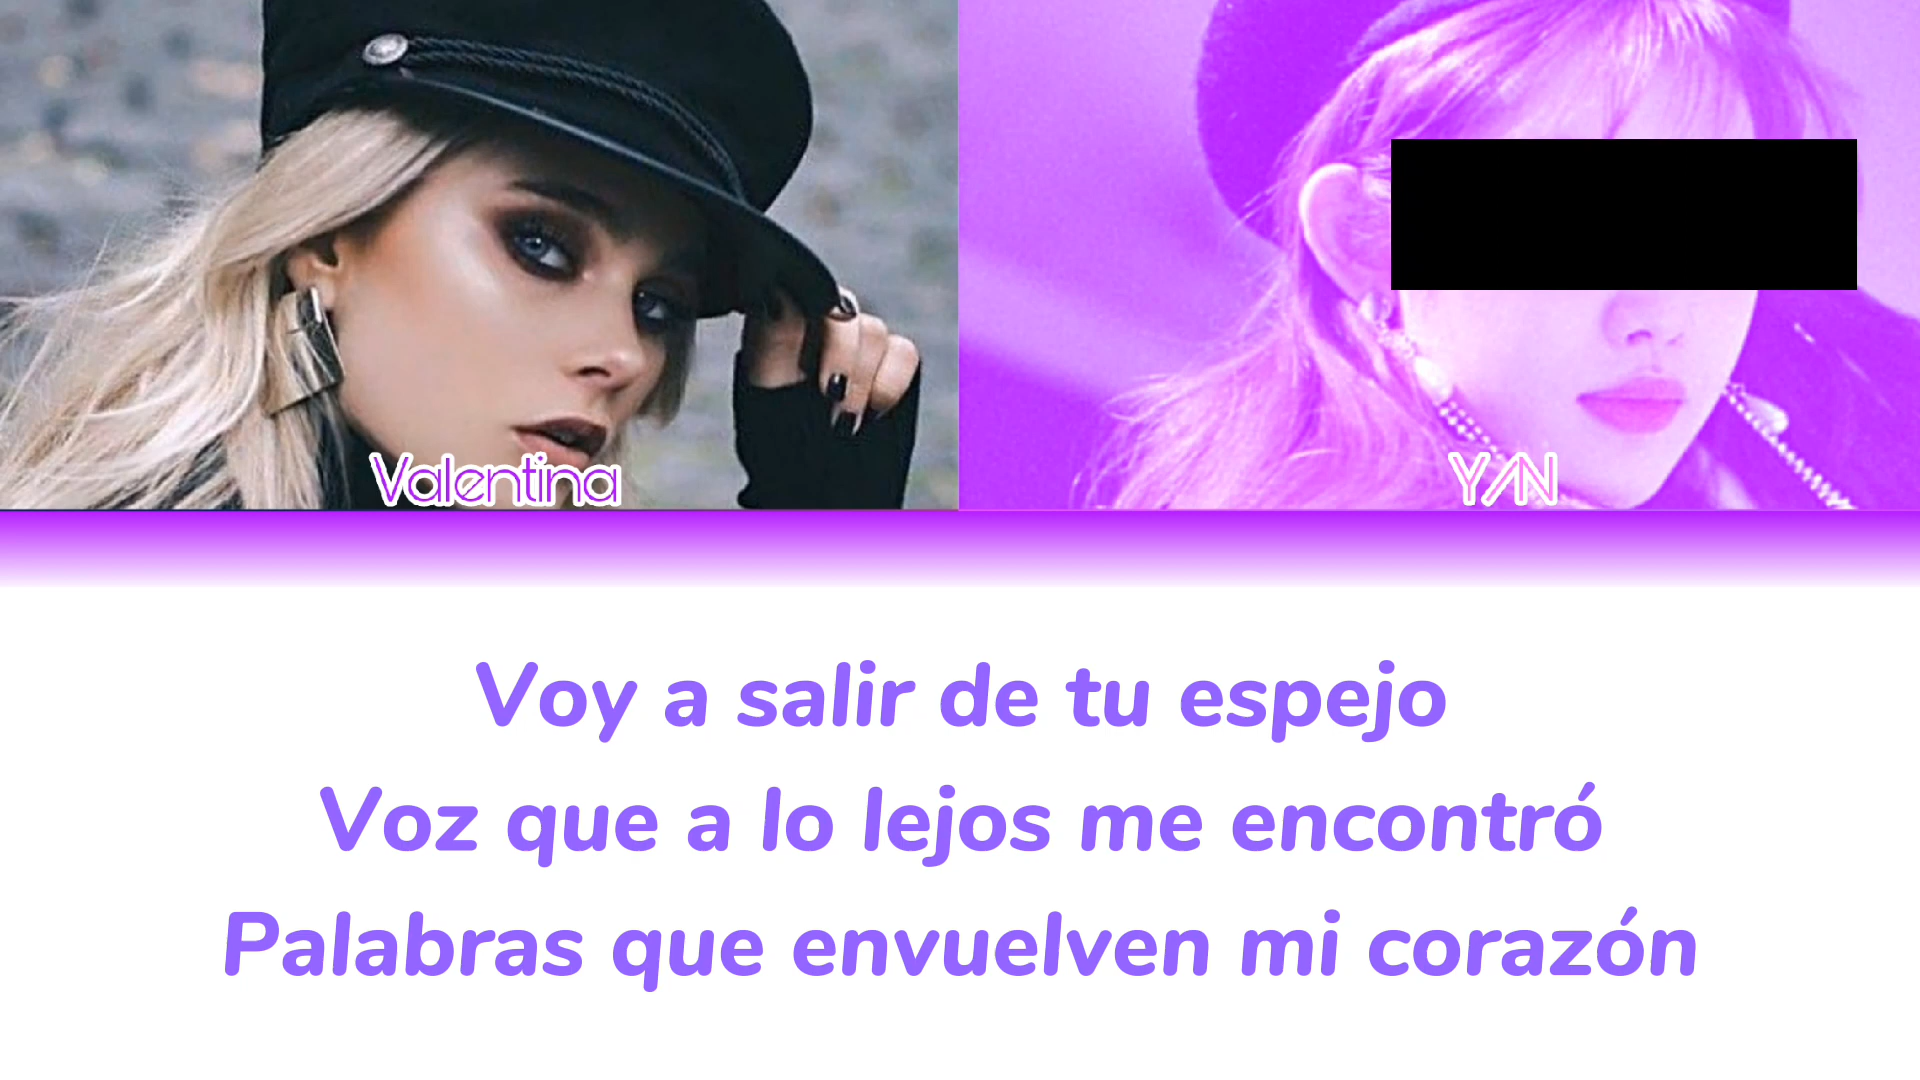 Valentina
Y/N
Voy a salir de tu espejo
Voz que a lo lejos me encontró
Palabras que envuelven mi corazón